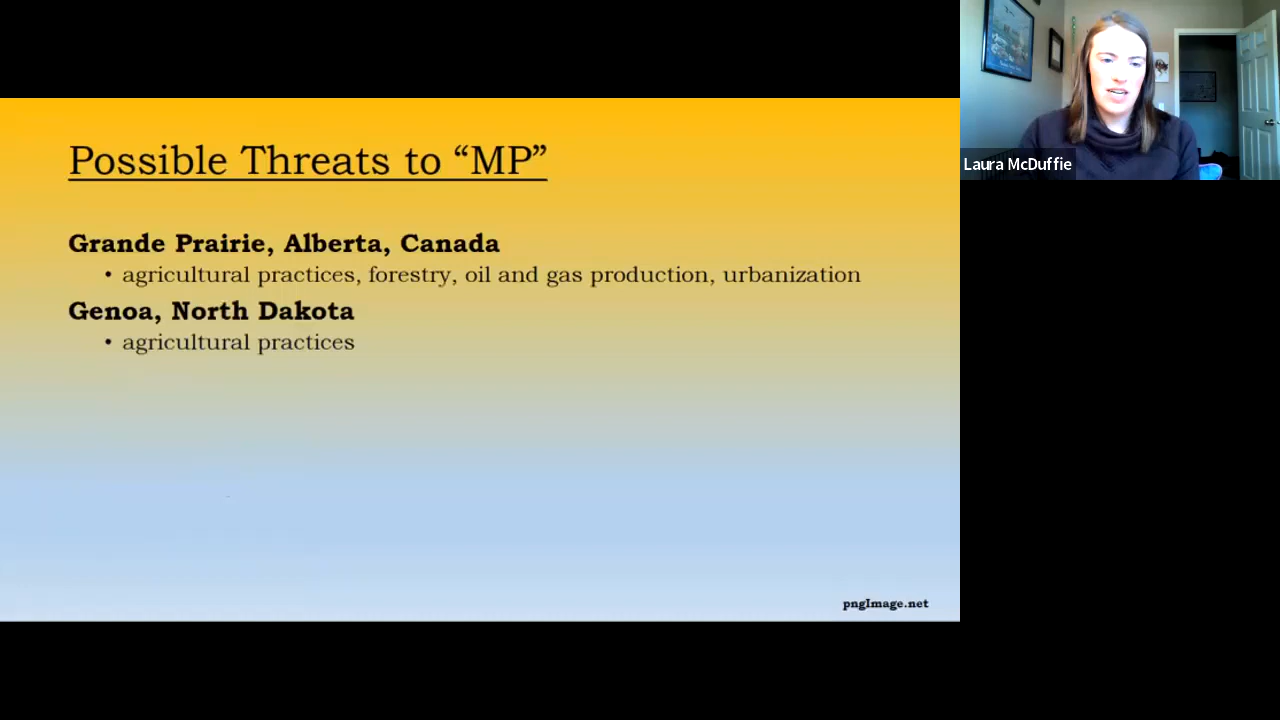 Possible Threats to “MP”
Grande Prairie, Alberta, Canada
• agricultural practices, forestry, oil and gas production, urbanization
Genoa, North Dakota
• agricultural practices
pngImage.net
Laura McDuffie